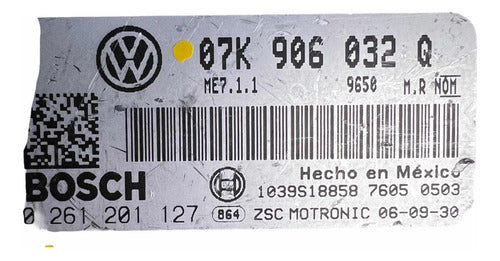 07K 906 032 Q
ME7.1.1 9650 M.R NOM
Hecho en México
BOSCH 1039S18858 7605 0503
0 261 201 127 864 ZSC MOTRONIC 06-09-30